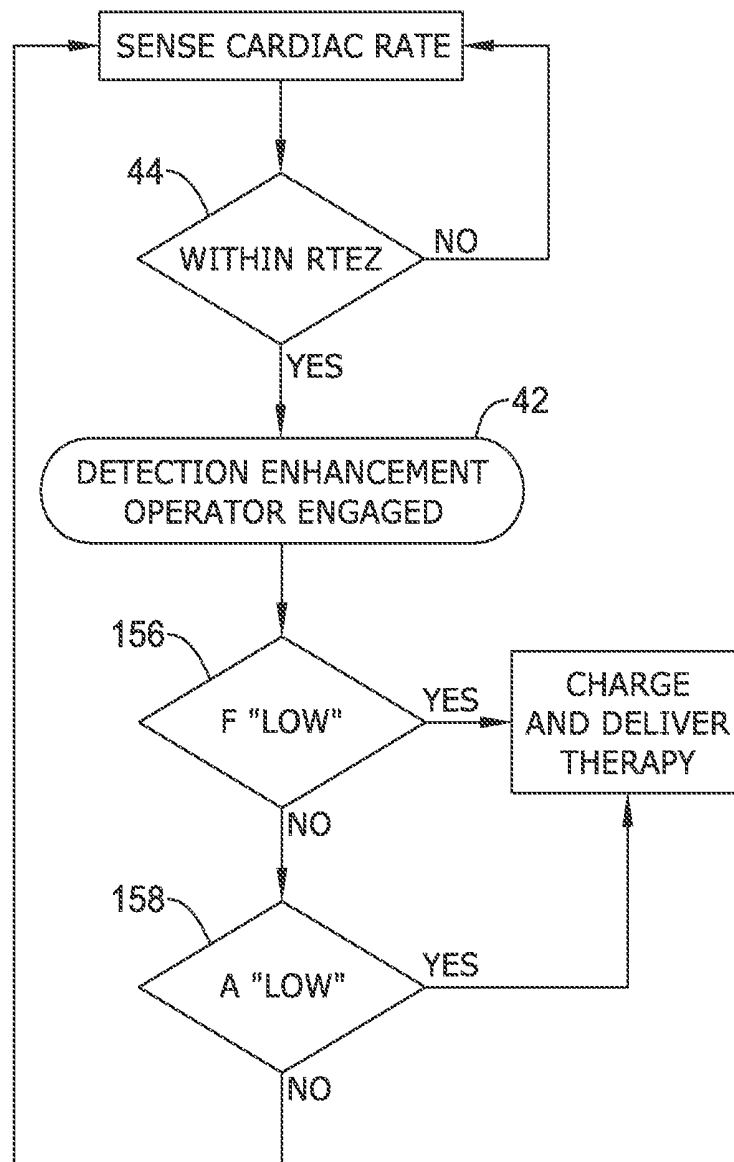 SENSE CARDIAC RATE
44
WITHIN RTEZ
NO
YES
42
DETECTION ENHANCEMENT
OPERATOR ENGAGED
156
F "LOW"
YES
CHARGE
AND DELIVER
THERAPY
NO
158
A "LOW"
YES
NO